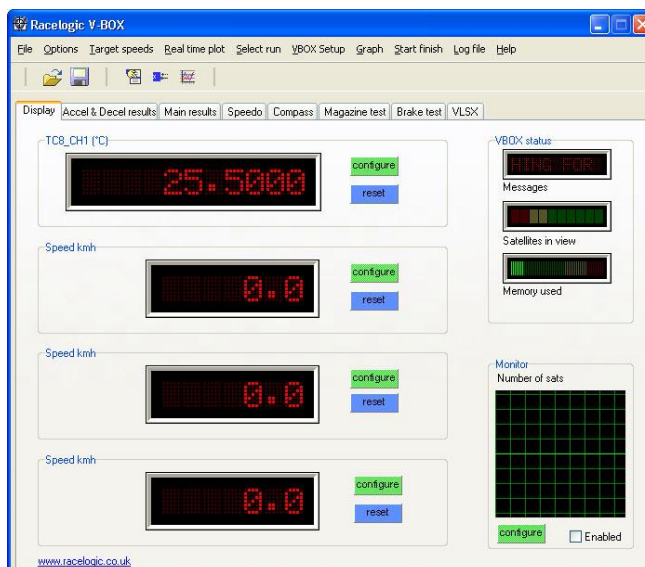 Racelogic V-BOX
File Options Target speeds Real time plot Select run VBOX Setup Graph Start finish Log file Help
Display Accel & Decel results Main results Speedo Compass Magazine test Brake test VLSX
TC8_CH1 (°C)
25.5000
configure
reset
Speed kmh
0.0
configure
reset
Speed kmh
0.0
configure
reset
Speed kmh
0.0
configure
reset
www.racelogic.co.uk
VBOX status
HING FOR
Messages
Satellites in view
Memory used
Monitor
Number of sats
configure
Enabled